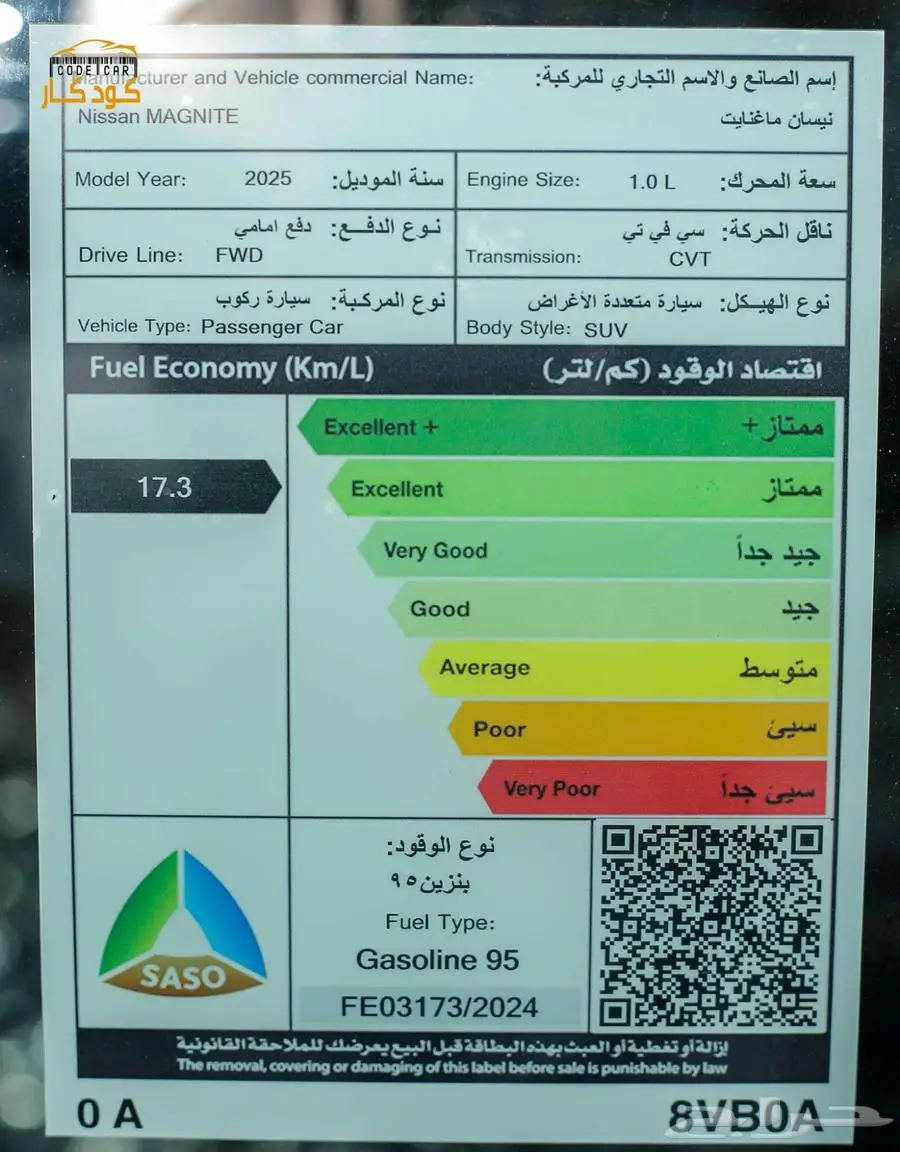 CODE CAR
كودكار
Manufacturer and Vehicle commercial Name:
إسم الصانع والاسم التجاري للمركبة:
Nissan MAGNITE
نيسان ماغنايت
Model Year: 2025 سنة الموديل:
Engine Size: 1.0 L سعة المحرك:
نوع الدفـع: دفع امامي
Drive Line: FWD
ناقل الحركة: سي في تي
Transmission: CVT
نوع المركـبة: سيارة ركوب
Vehicle Type: Passenger Car
نوع الهيـكل: سيارة متعددة الأغراض
Body Style: SUV
Fuel Economy (Km/L)
اقتصاد الوقود (كم/لتر)
Excellent + ممتاز+
17.3
Excellent ممتاز
Very Good جيد جداً
Good جيد
Average متوسط
Poor سيئ
Very Poor سيئ جداً
SASO
نوع الوقود:
بنزين٩٥
Fuel Type:
Gasoline 95
FE03173/2024
إزالة أو تغطية أو العبث بهذه البطاقة قبل البيع يعرضك للملاحقة القانونية
The removal, covering or damaging of this label before sale is punishable by law
0 A
8VB0A
حراج